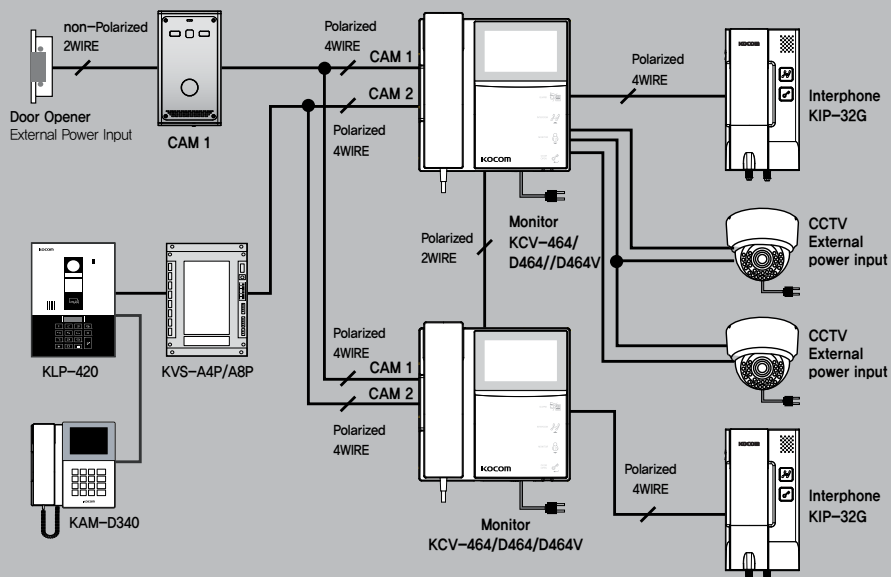 non-Polarized
2WIRE
Door Opener
External Power Input
CAM 1
Polarized
4WIRE
CAM 1
CAM 2
Polarized
4WIRE
KOCOM
Polarized
4WIRE
KOCOM
Interphone
KIP-32G
Monitor
KCV-464/
D464//D464V
Polarized
2WIRE
CCTV
External
power input
kocom
KLP-420
KVS-A4P/A8P
KAM-D340
Polarized
4WIRE
CAM 1
CAM 2
Polarized
4WIRE
KOCOM
Monitor
KCV-464/D464/D464V
CCTV
External
power input
Polarized
4WIRE
KOCOM
Interphone
KIP-32G